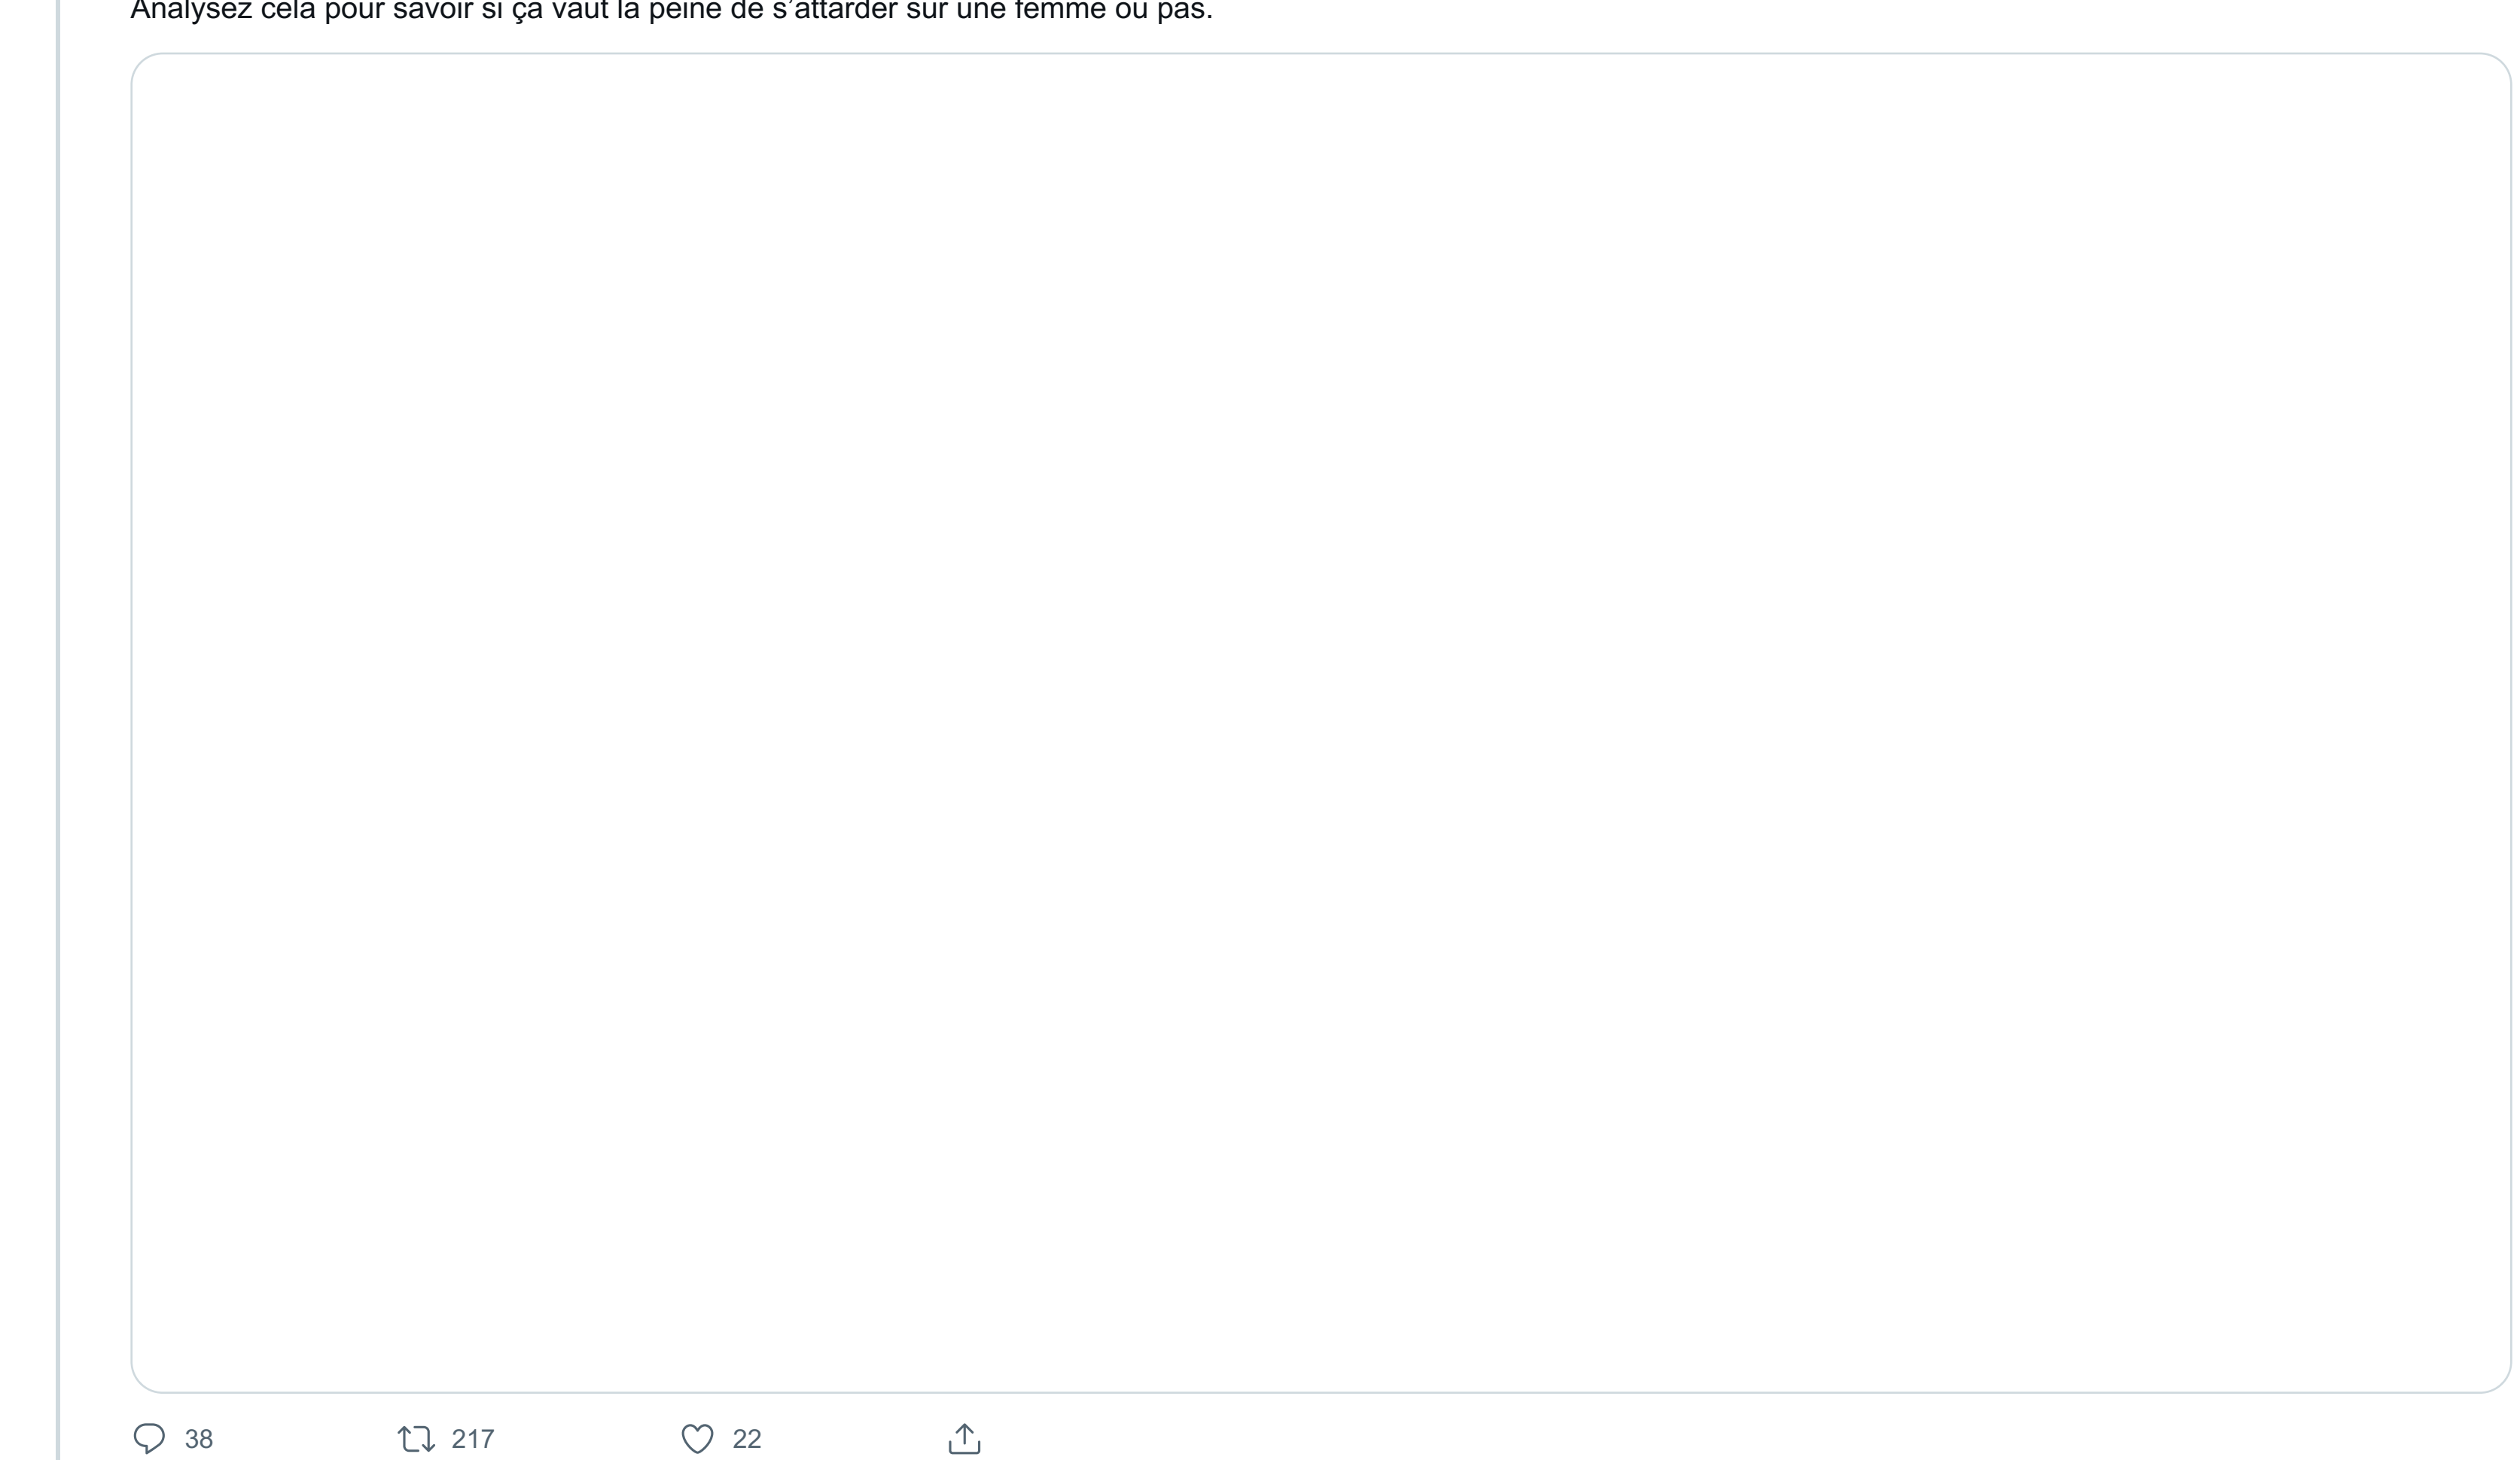 Analysez cela pour savoir si ça vaut la peine de s’attarder sur une femme ou pas.
38 217 22